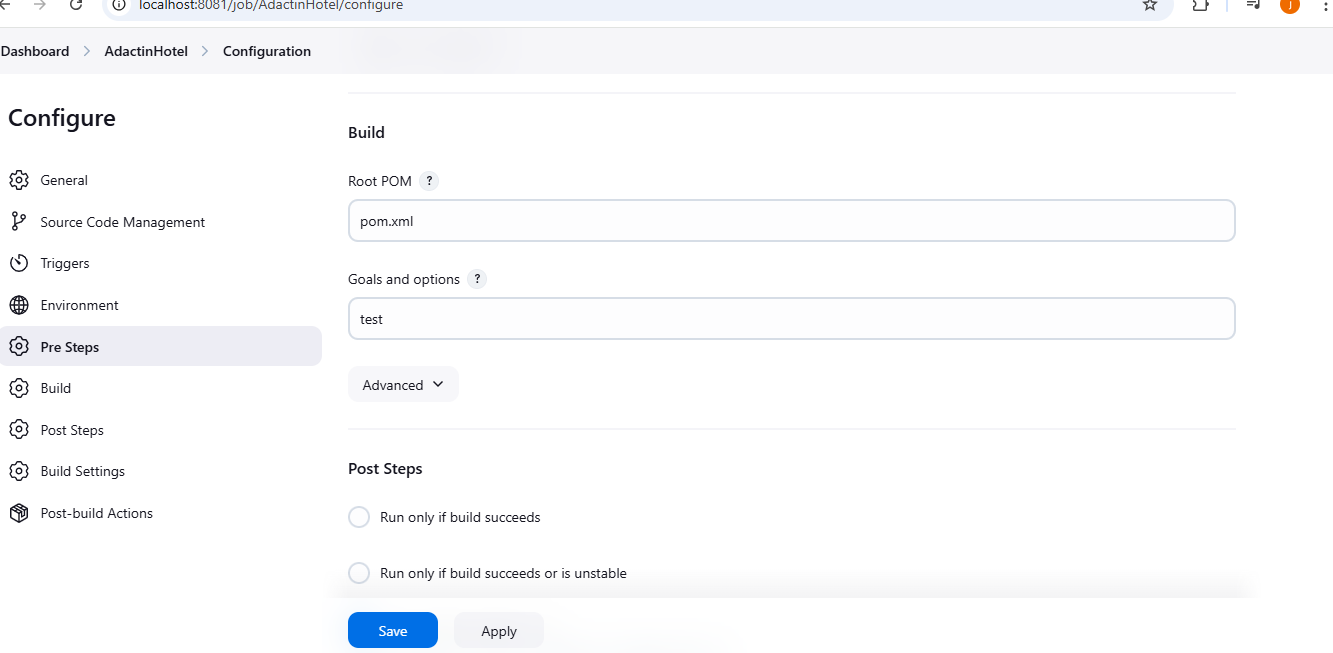 localhost:8081/job/AdactinHotel/configure
J
Dashboard > AdactinHotel > Configuration
Configure
General
Source Code Management
Triggers
Environment
Pre Steps
Build
Post Steps
Build Settings
Post-build Actions
Build
Root POM ?
pom.xml
Goals and options ?
test
Advanced
Post Steps
Run only if build succeeds
Run only if build succeeds or is unstable
Save
Apply